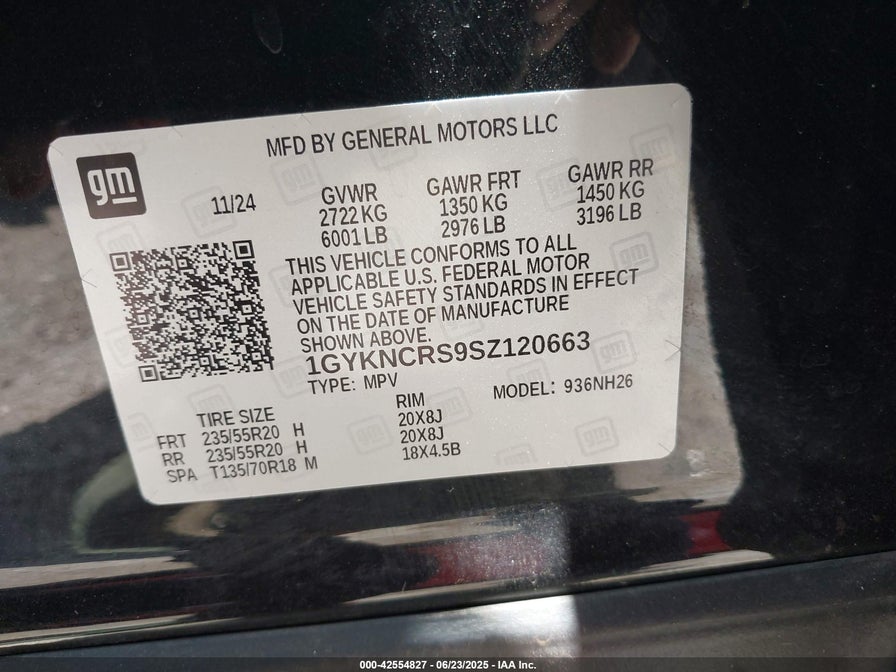 MFD BY GENERAL MOTORS LLC
gm
11/24
GVWR
2722 KG
6001 LB
GAWR FRT
1350 KG
2976 LB
GAWR RR
1450 KG
3196 LB
THIS VEHICLE CONFORMS TO ALL
APPLICABLE U.S. FEDERAL MOTOR
VEHICLE SAFETY STANDARDS IN EFFECT
ON THE DATE OF MANUFACTURE
SHOWN ABOVE.
1GYKNCRS9SZ120663
TYPE: MPV
MODEL: 936NH26
TIRE SIZE RIM
FRT 235/55R20 H 20X8J
RR 235/55R20 H 20X8J
SPA T135/70R18 M 18X4.5B
000-42554827 - 06/23/2025 - IAA Inc.